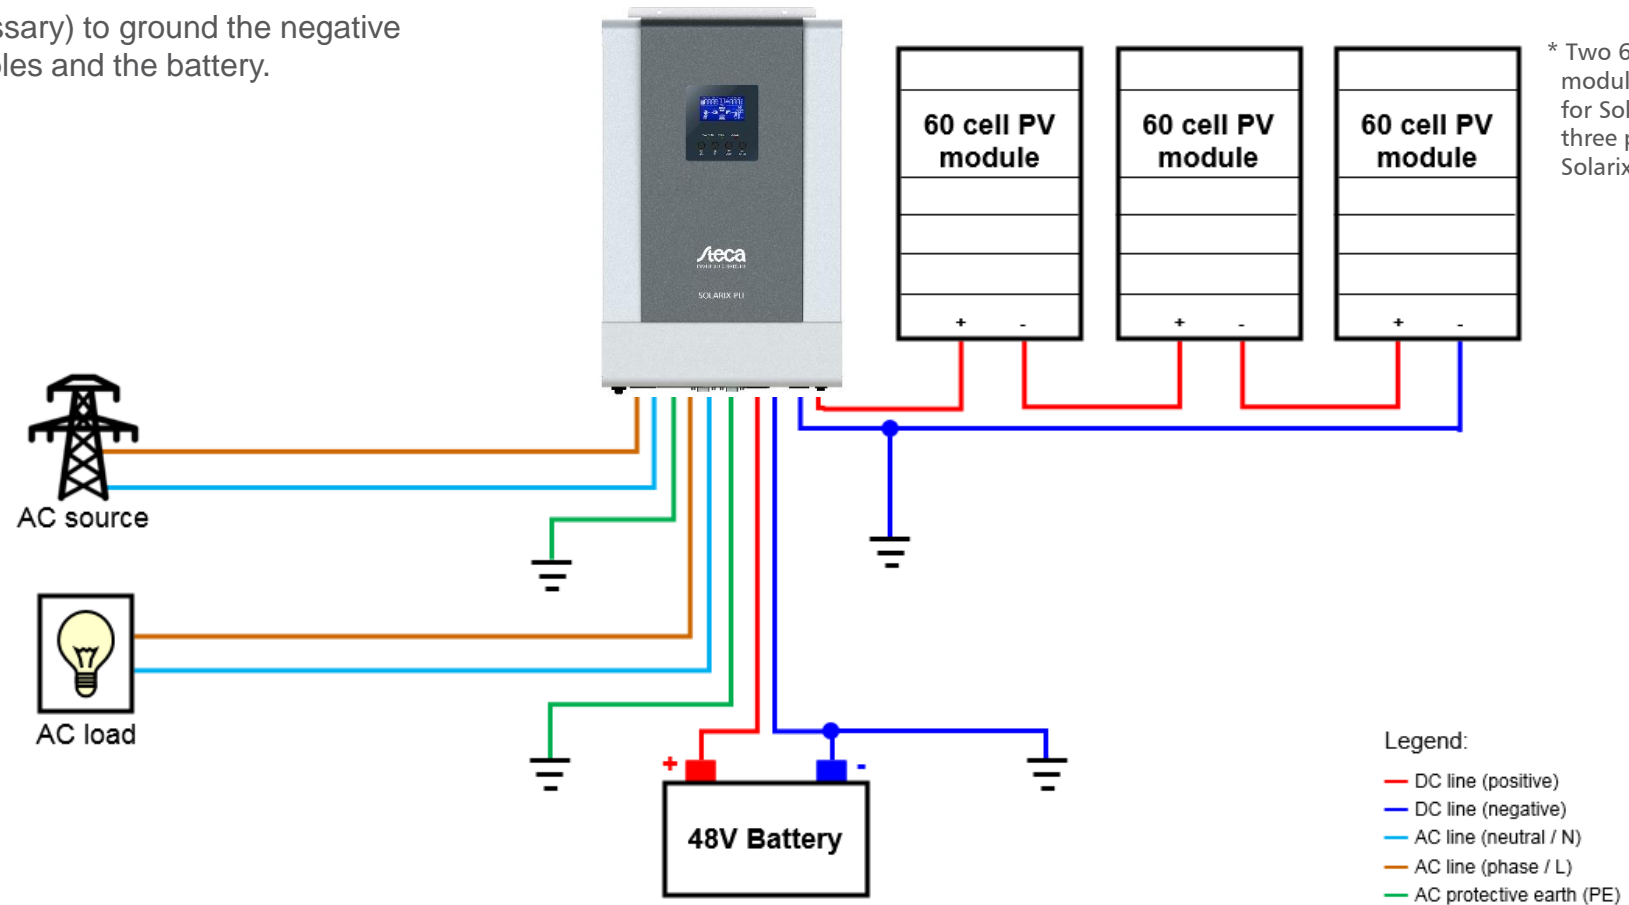 ssary) to ground the negative
oles and the battery.
60 cell PV
module
60 cell PV
module
60 cell PV
module
+ -
+ -
+ -
* Two 6
modul
for Sol
three p
Solarix
Steca
SOLARIX PLI
AC source
AC load
+ -
48V Battery
Legend:
DC line (positive)
DC line (negative)
AC line (neutral / N)
AC line (phase / L)
AC protective earth (PE)